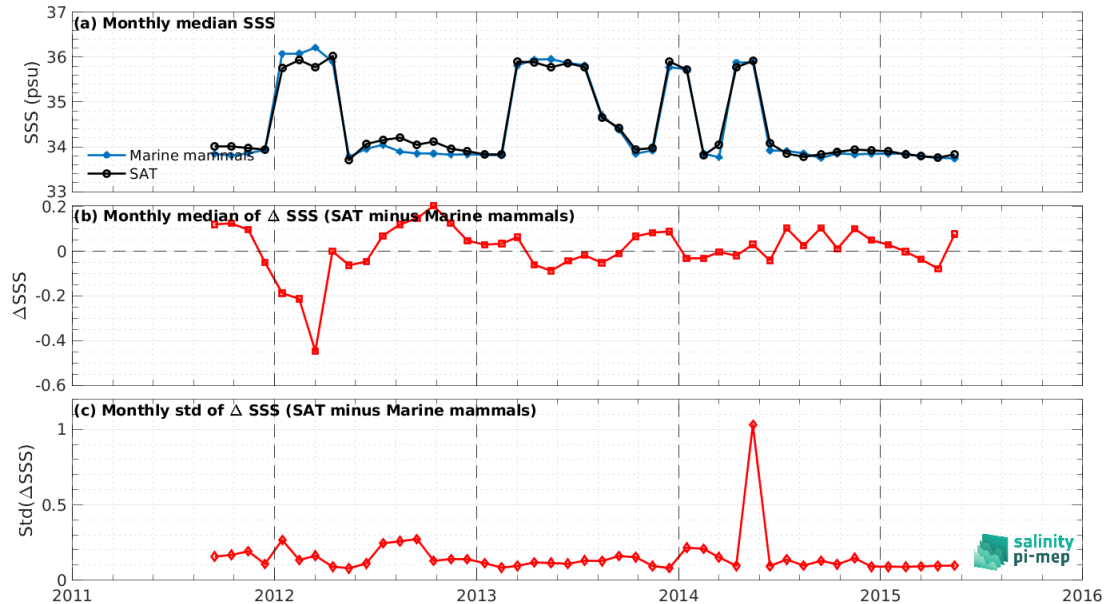 37
(a) Monthly median SSS
36
35
34
33
SSS (psu)
Marine mammals
SAT
0.2
(b) Monthly median of Δ SSS (SAT minus Marine mammals)
0
-0.2
-0.4
-0.6
ΔSSS
(c) Monthly std of Δ SSS (SAT minus Marine mammals)
1
0.5
0
Std(ΔSSS)
salinity
pi-mep
2011 2012 2013 2014 2015 2016